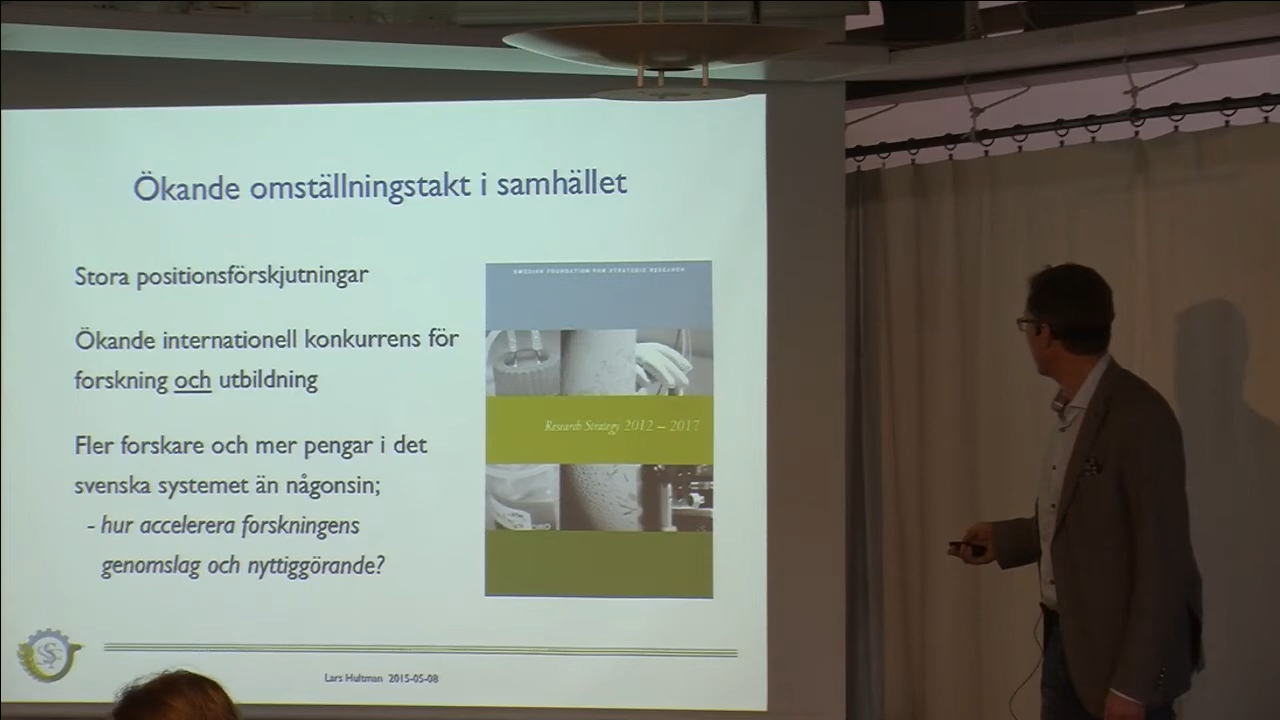 Ökande omställningstakt i samhället
Stora positionsförskjutningar
Ökande internationell konkurrens för
forskning och utbildning
Fler forskare och mer pengar i det
svenska systemet än någonsin;
- hur accelerera forskningens
genomslag och nyttiggörande?
SWEDISH FOUNDATION FOR STRATEGIC RESEARCH
Research Strategy 2012 – 2017
Lars Hultman 2015-05-08